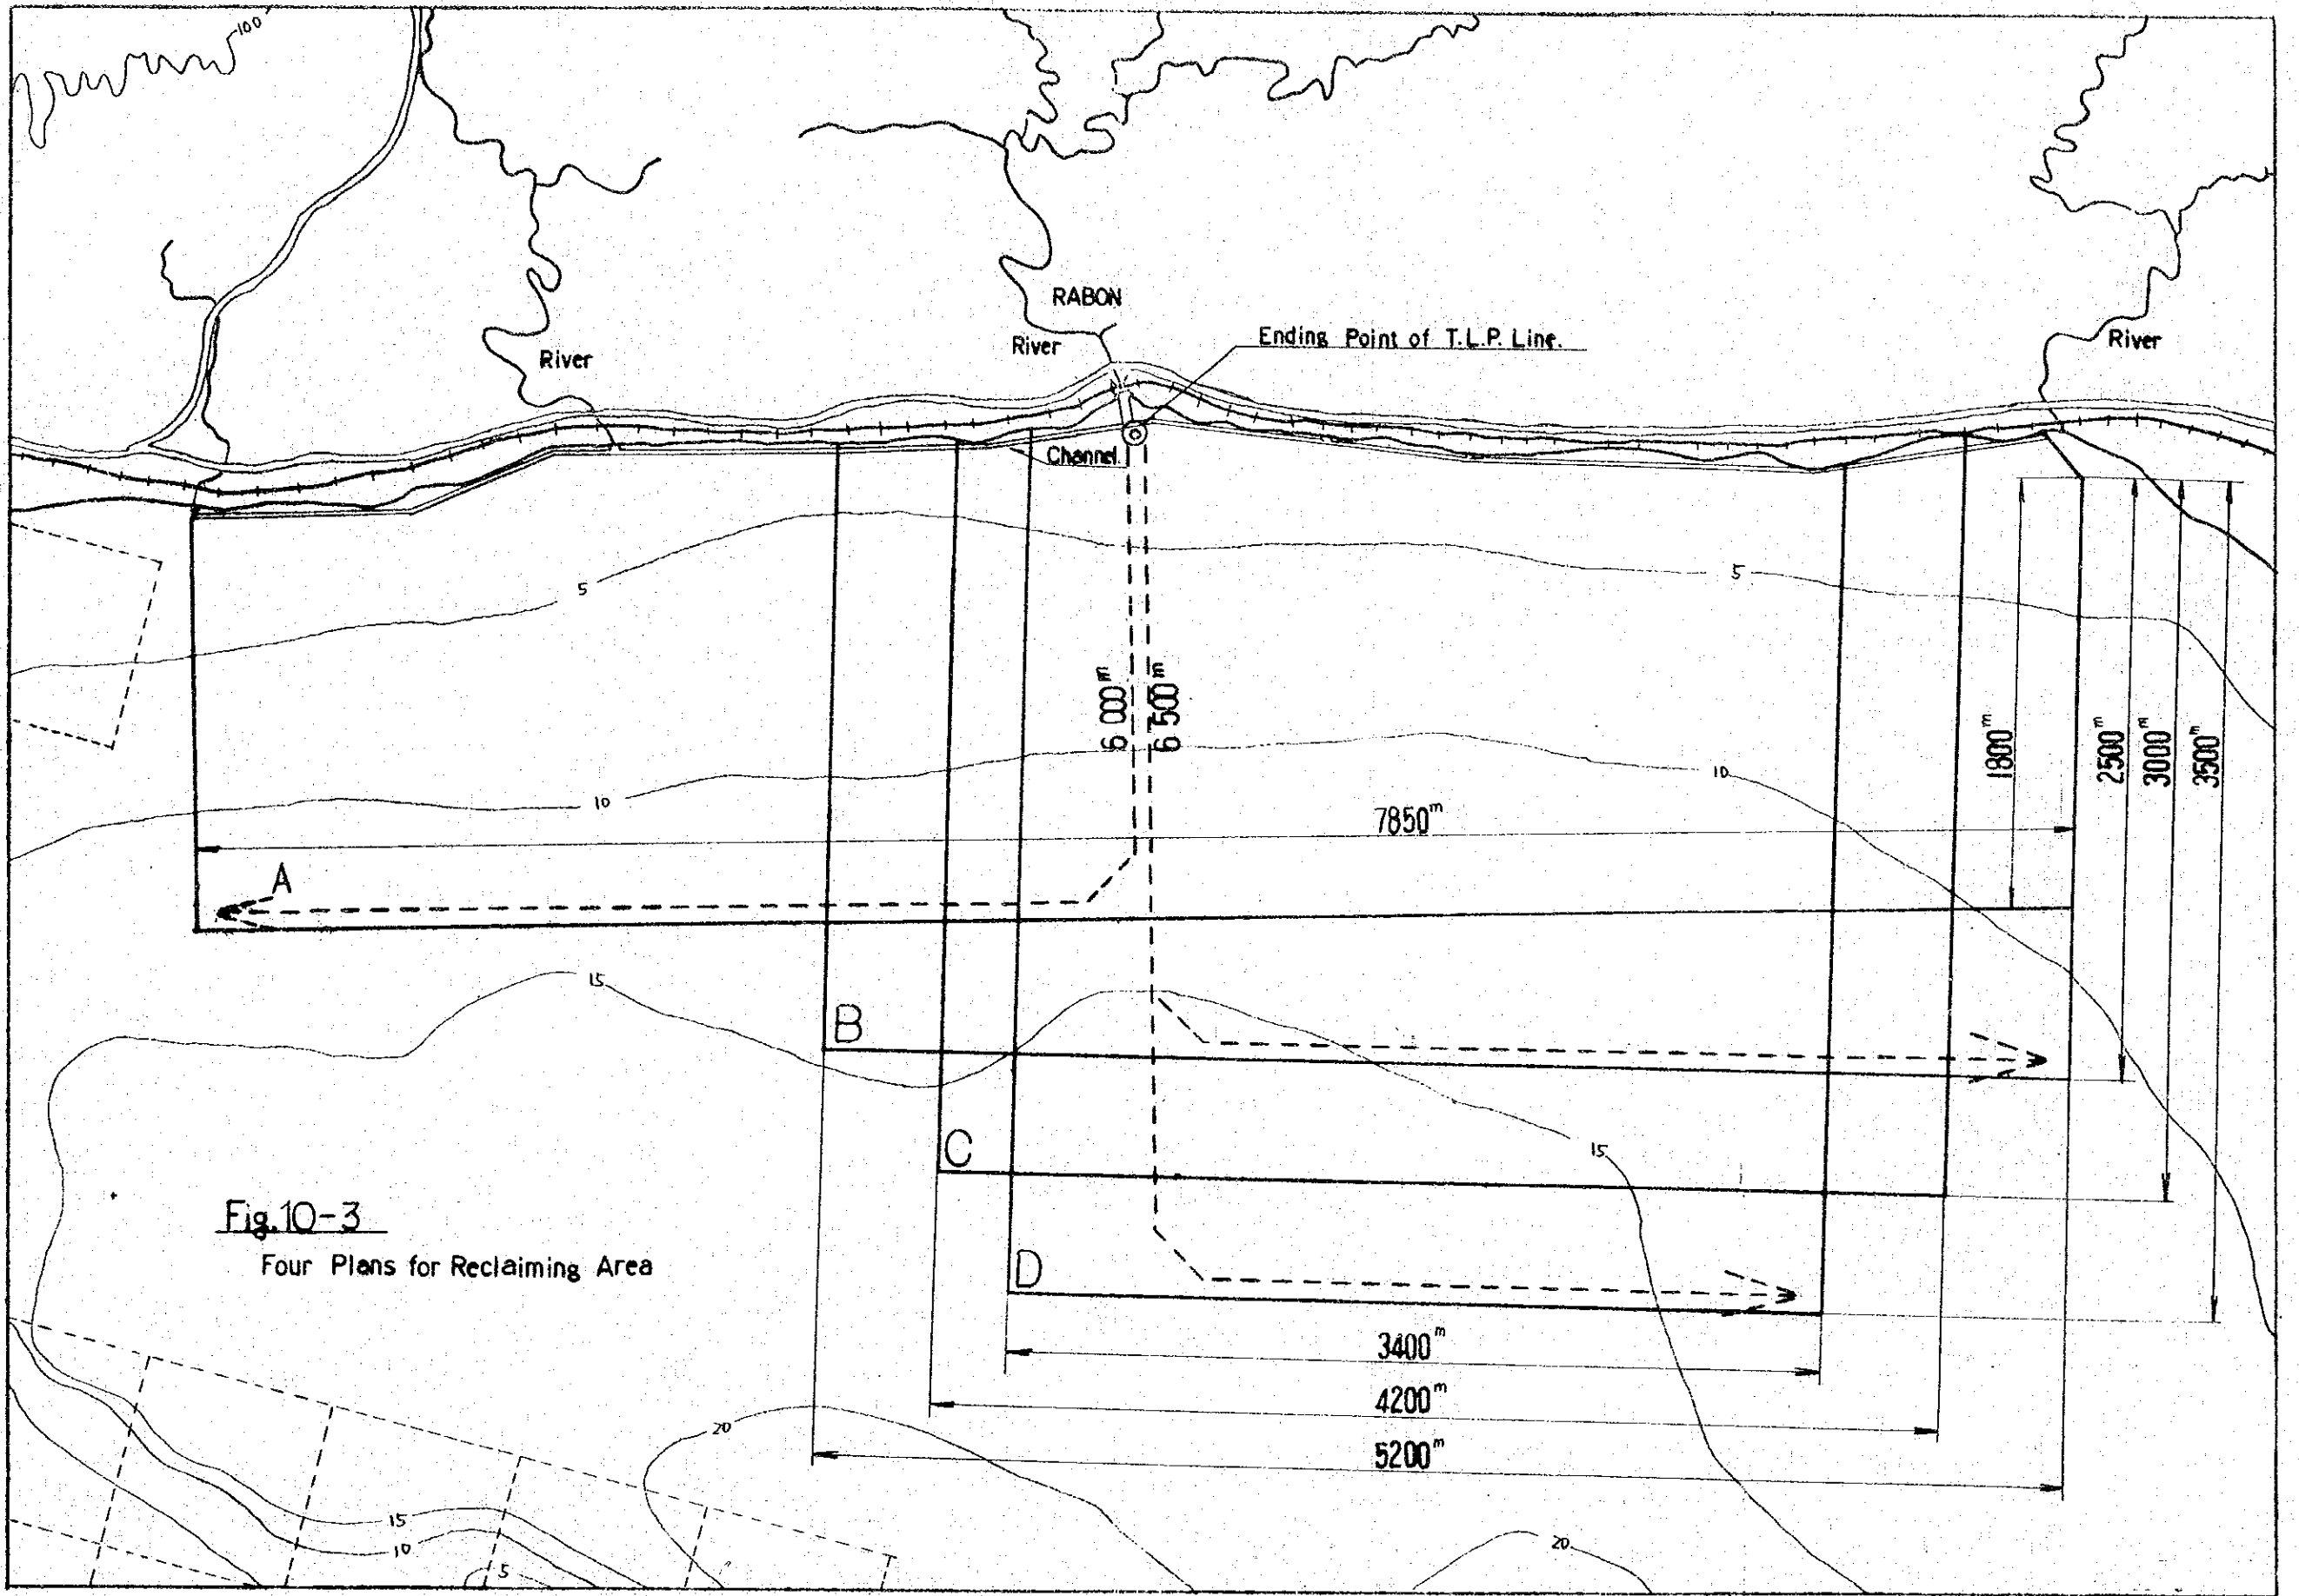 100
RABON
River
River
Ending Point of T.L.P. Line.
River
Channel.
5
5
6 000m
6 500m
1800m
2500m
3000m
3500m
10
10
7850m
A
15
B
15
C
Fig.10-3
Four Plans for Reclaiming Area
D
3400m
4200m
5200m
20
20
15
10
5